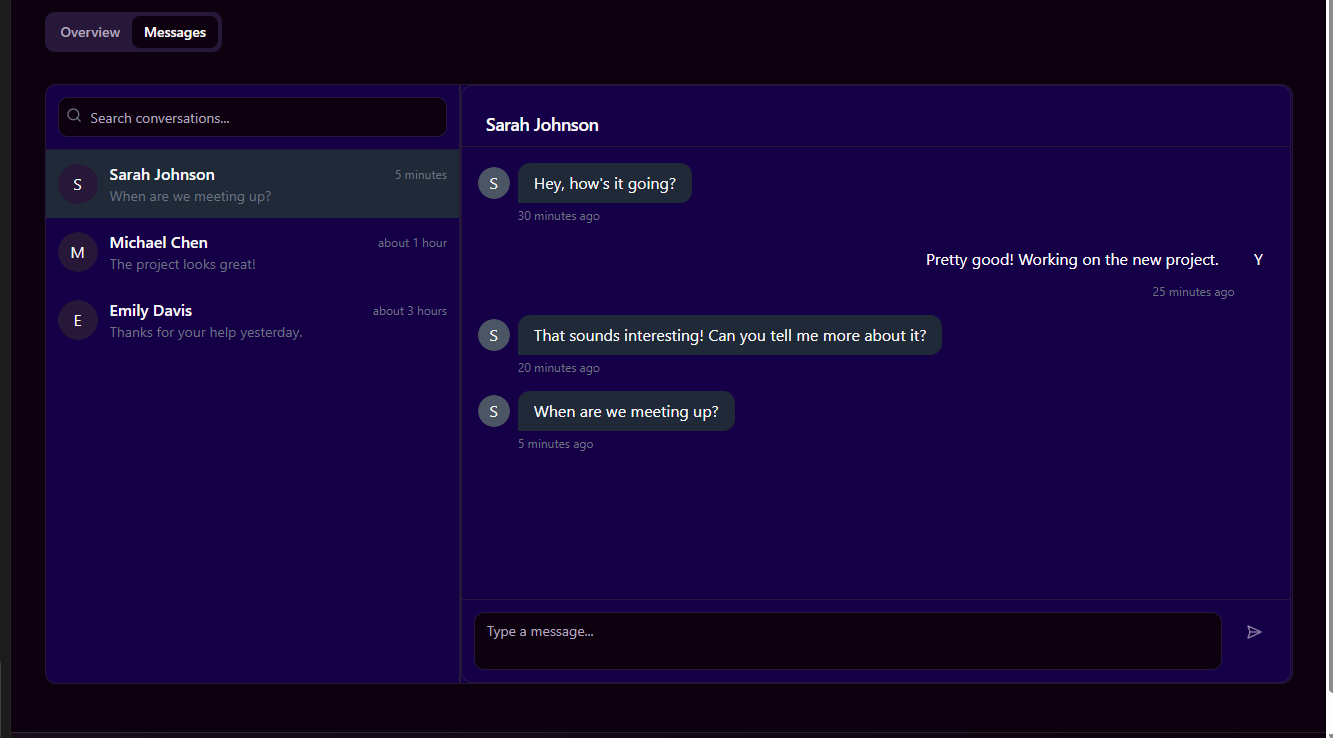 Overview Messages
Search conversations...
S
Sarah Johnson 5 minutes
When are we meeting up?
M
Michael Chen about 1 hour
The project looks great!
E
Emily Davis about 3 hours
Thanks for your help yesterday.
Sarah Johnson
S Hey, how's it going?
30 minutes ago
Pretty good! Working on the new project. Y
25 minutes ago
S That sounds interesting! Can you tell me more about it?
20 minutes ago
S When are we meeting up?
5 minutes ago
Type a message...